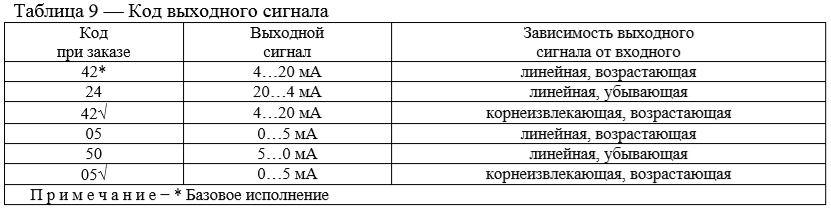 Таблица 9 — Код выходного сигнала
Код при заказе Выходной сигнал Зависимость выходного сигнала от входного
42* 4…20 мА линейная, возрастающая
24 20…4 мА линейная, убывающая
42√ 4…20 мА корнеизвлекающая, возрастающая
05 0…5 мА линейная, возрастающая
50 5…0 мА линейная, убывающая
05√ 0…5 мА корнеизвлекающая, возрастающая
П р и м е ч а н и е – * Базовое исполнение